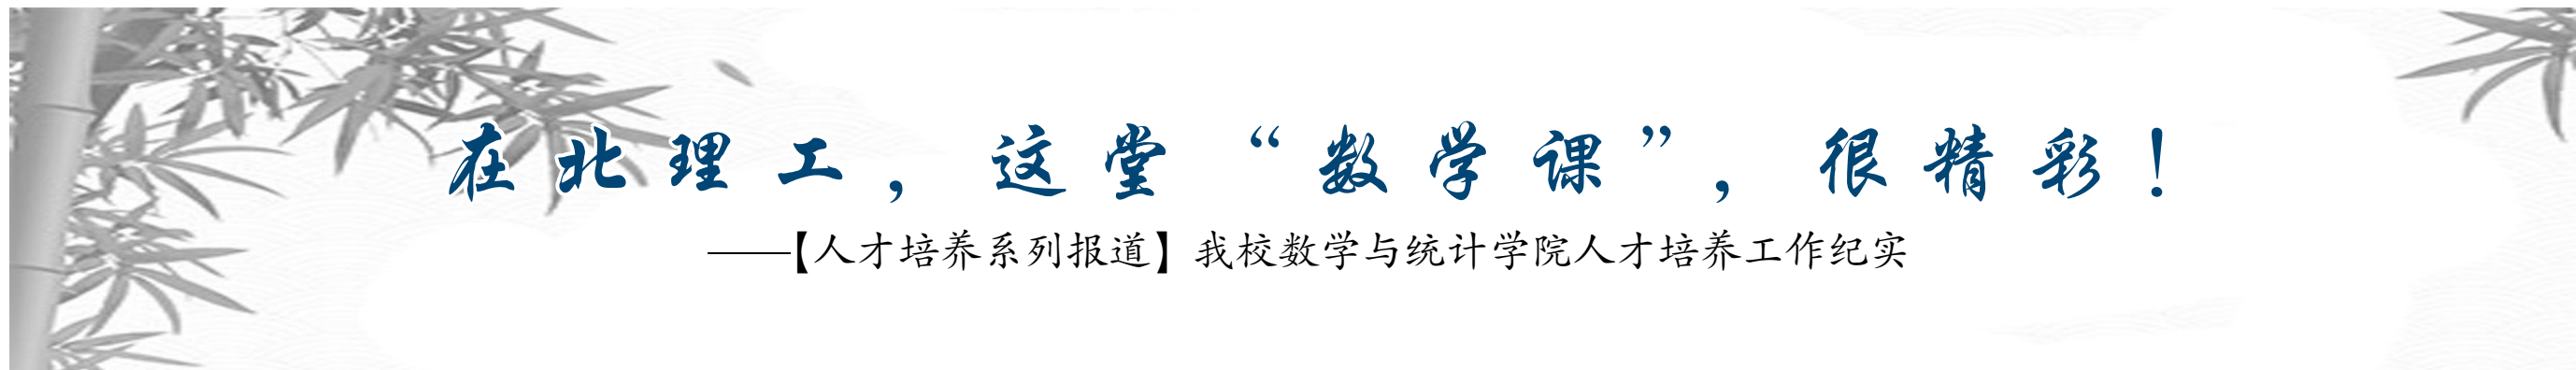 在北理工，这堂“数学课”，很精彩！
——【人才培养系列报道】我校数学与统计学院人才培养工作纪实